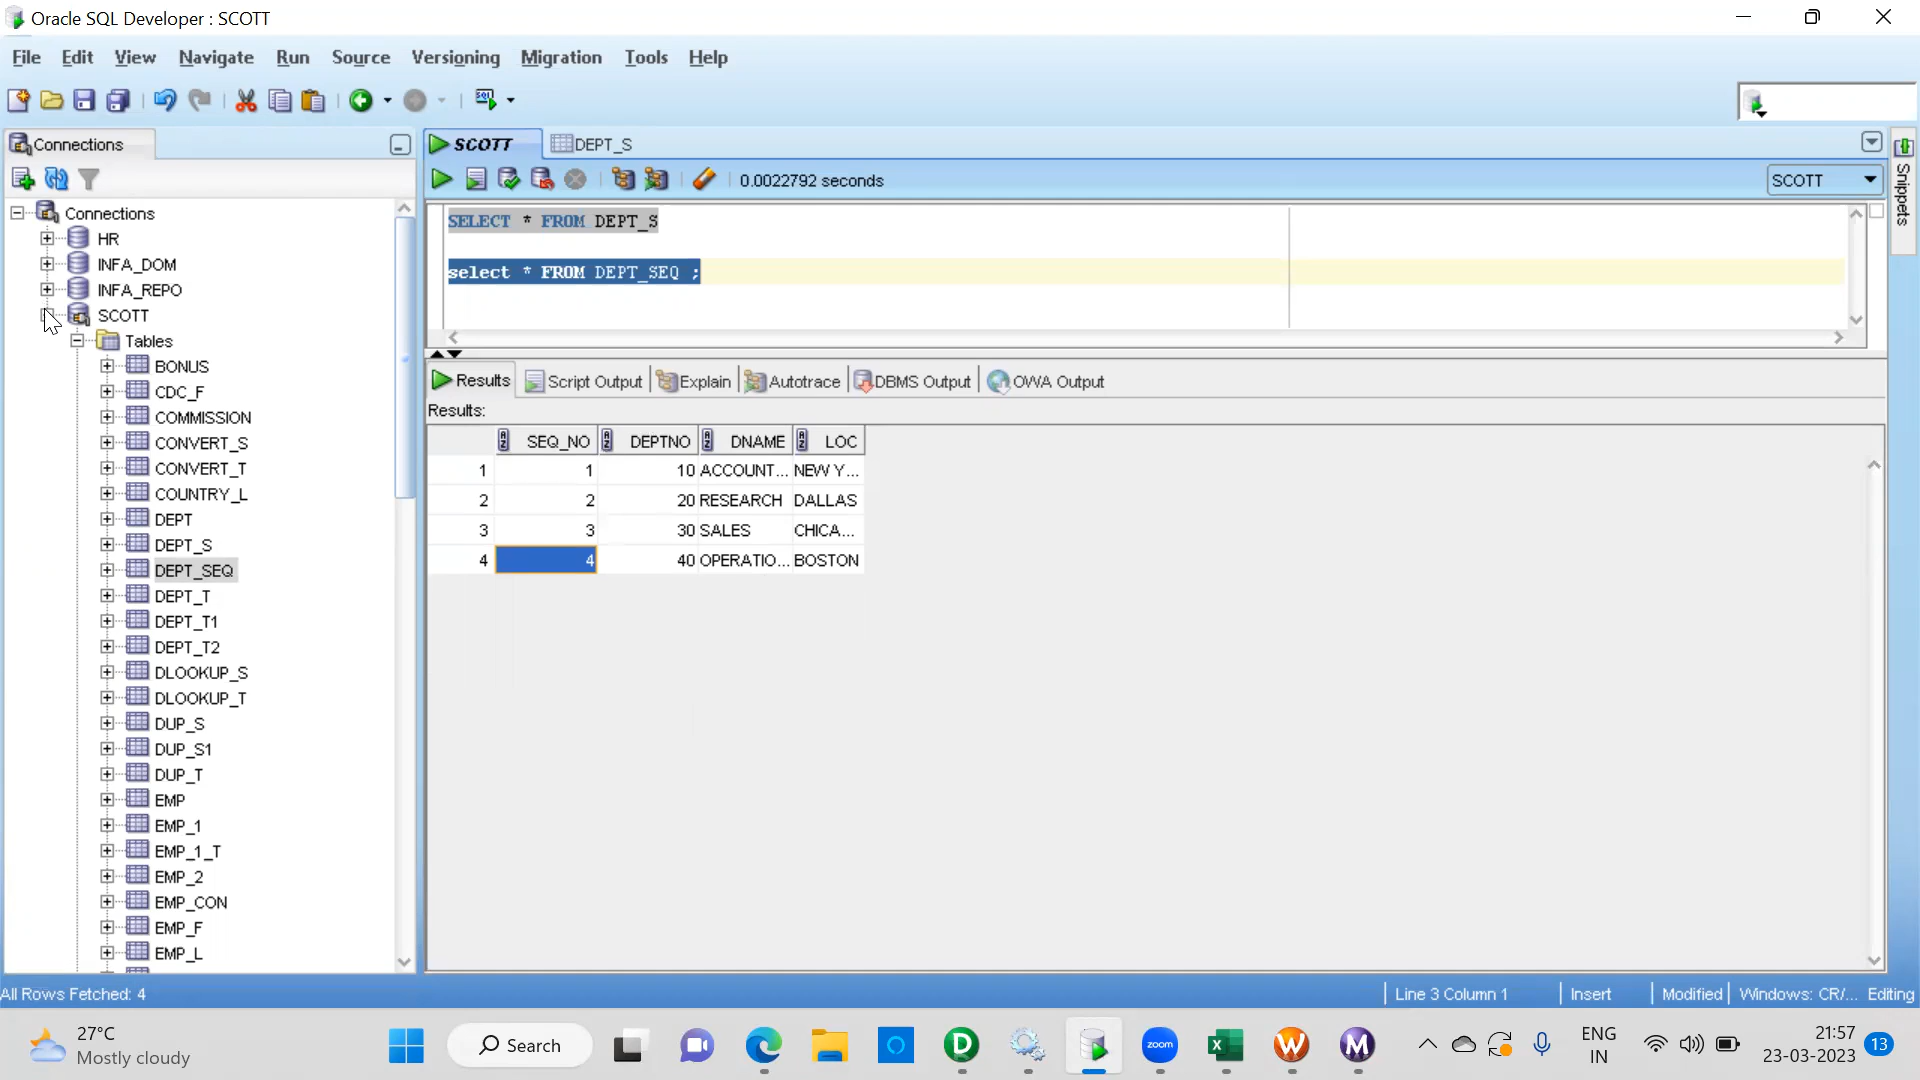 Oracle SQL Developer : SCOTT
File Edit View Navigate Run Source Versioning Migration Tools Help
Connections
SCOTT
DEPT_S
0.0022792 seconds
SCOTT
Snippets
Connections
HR
INFA_DOM
INFA_REPO
SCOTT
Tables
BONUS
CDC_F
COMMISSION
CONVERT_S
CONVERT_T
COUNTRY_L
DEPT
DEPT_S
DEPT_SEQ
DEPT_T
DEPT_T1
DEPT_T2
DLOOKUP_S
DLOOKUP_T
DUP_S
DUP_S1
DUP_T
EMP
EMP_1
EMP_1_T
EMP_2
EMP_CON
EMP_F
EMP_L
SELECT * FROM DEPT_S
select * FROM DEPT_SEQ ;
Results Script Output Explain Autotrace DBMS Output OWA Output
Results:
SEQ_NO DEPTNO DNAME LOC
1 1 10 ACCOUNT... NEW Y...
2 2 20 RESEARCH DALLAS
3 3 30 SALES CHICA...
4 4 40 OPERATIO... BOSTON
All Rows Fetched: 4
Line 3 Column 1 Insert Modified Windows: CR/... Editing
27°C
Mostly cloudy
Search
zoom
ENG
IN
21:57
23-03-2023
13